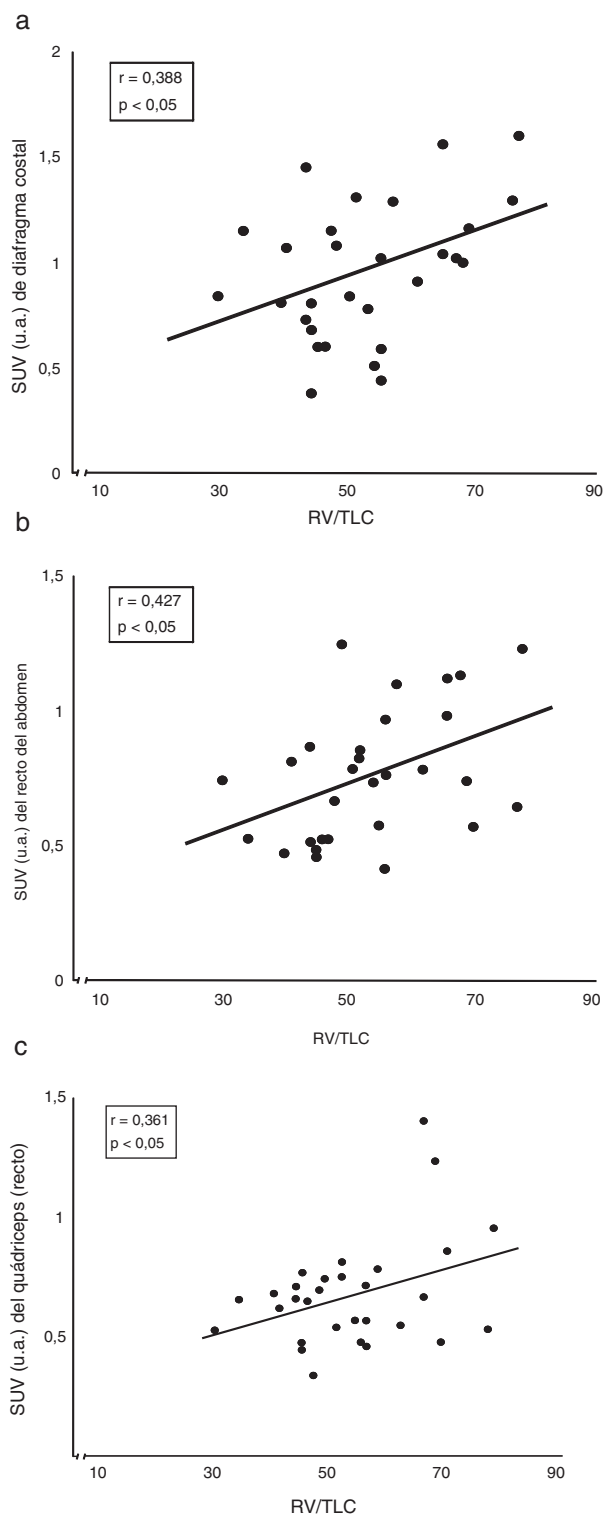 a
2
r = 0,388
p < 0,05
1,5
1
0,5
0
SUV (u.a.) de diafragma costal
10 30 50 70 90
RV/TLC
b
1,5
r = 0,427
p < 0,05
1
0,5
0
SUV (u.a.) del recto del abdomen
10 30 50 70 90
RV/TLC
c
1,5
r = 0,361
p < 0,05
1
0,5
SUV (u.a.) del quádriceps (recto)
10 30 50 70 90
RV/TLC